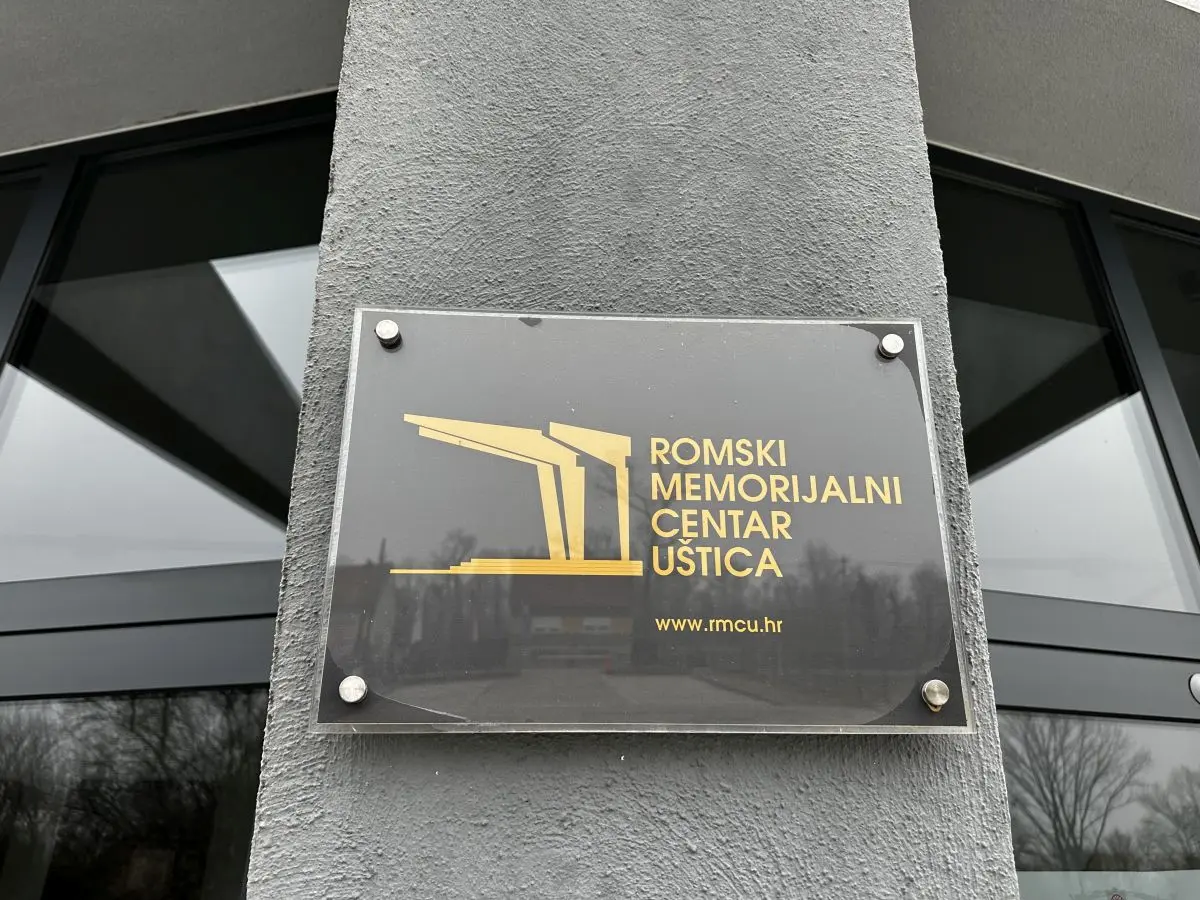 ROMSKI
MEMORIJALNI
CENTAR
UŠTICA
www.rmcu.hr